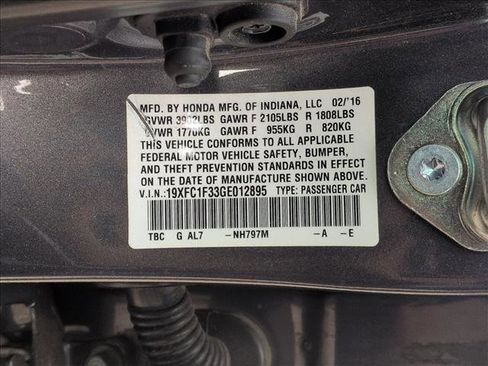 MFD. BY HONDA MFG. OF INDIANA, LLC 02/'16
GVWR 3902LBS GAWR F 2105LBS R 1808LBS
GVWR 1770KG GAWR F 955KG R 820KG
THIS VEHICLE CONFORMS TO ALL APPLICABLE
FEDERAL MOTOR VEHICLE SAFETY, BUMPER,
AND THEFT PREVENTION STANDARDS IN EFFECT
ON THE DATE OF MANUFACTURE SHOWN ABOVE.
V.I.N.: 19XFC1F33GE012895 TYPE: PASSENGER CAR
TBC G AL7 -NH797M -A -E